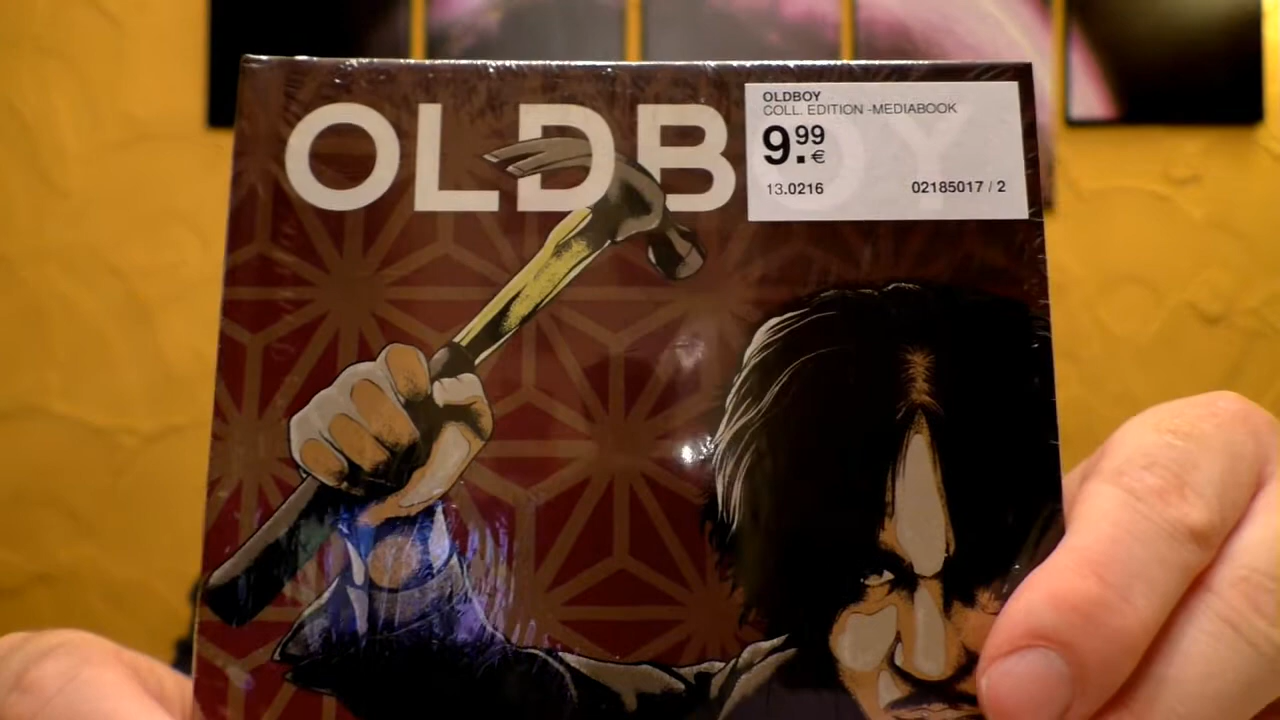 OLDBOY
OLDBOY
COLL. EDITION -MEDIABOOK
9.99 €
13.0216 02185017 / 2